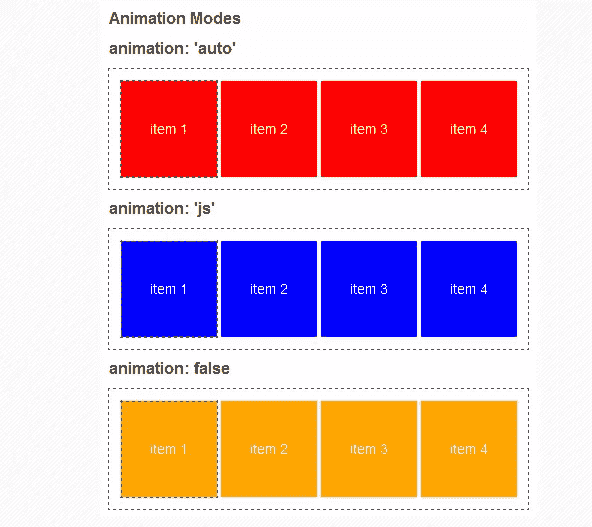 Animation Modes
animation: 'auto'
item 1 item 2 item 3 item 4
animation: 'js'
item 1 item 2 item 3 item 4
animation: false
item 1 item 2 item 3 item 4